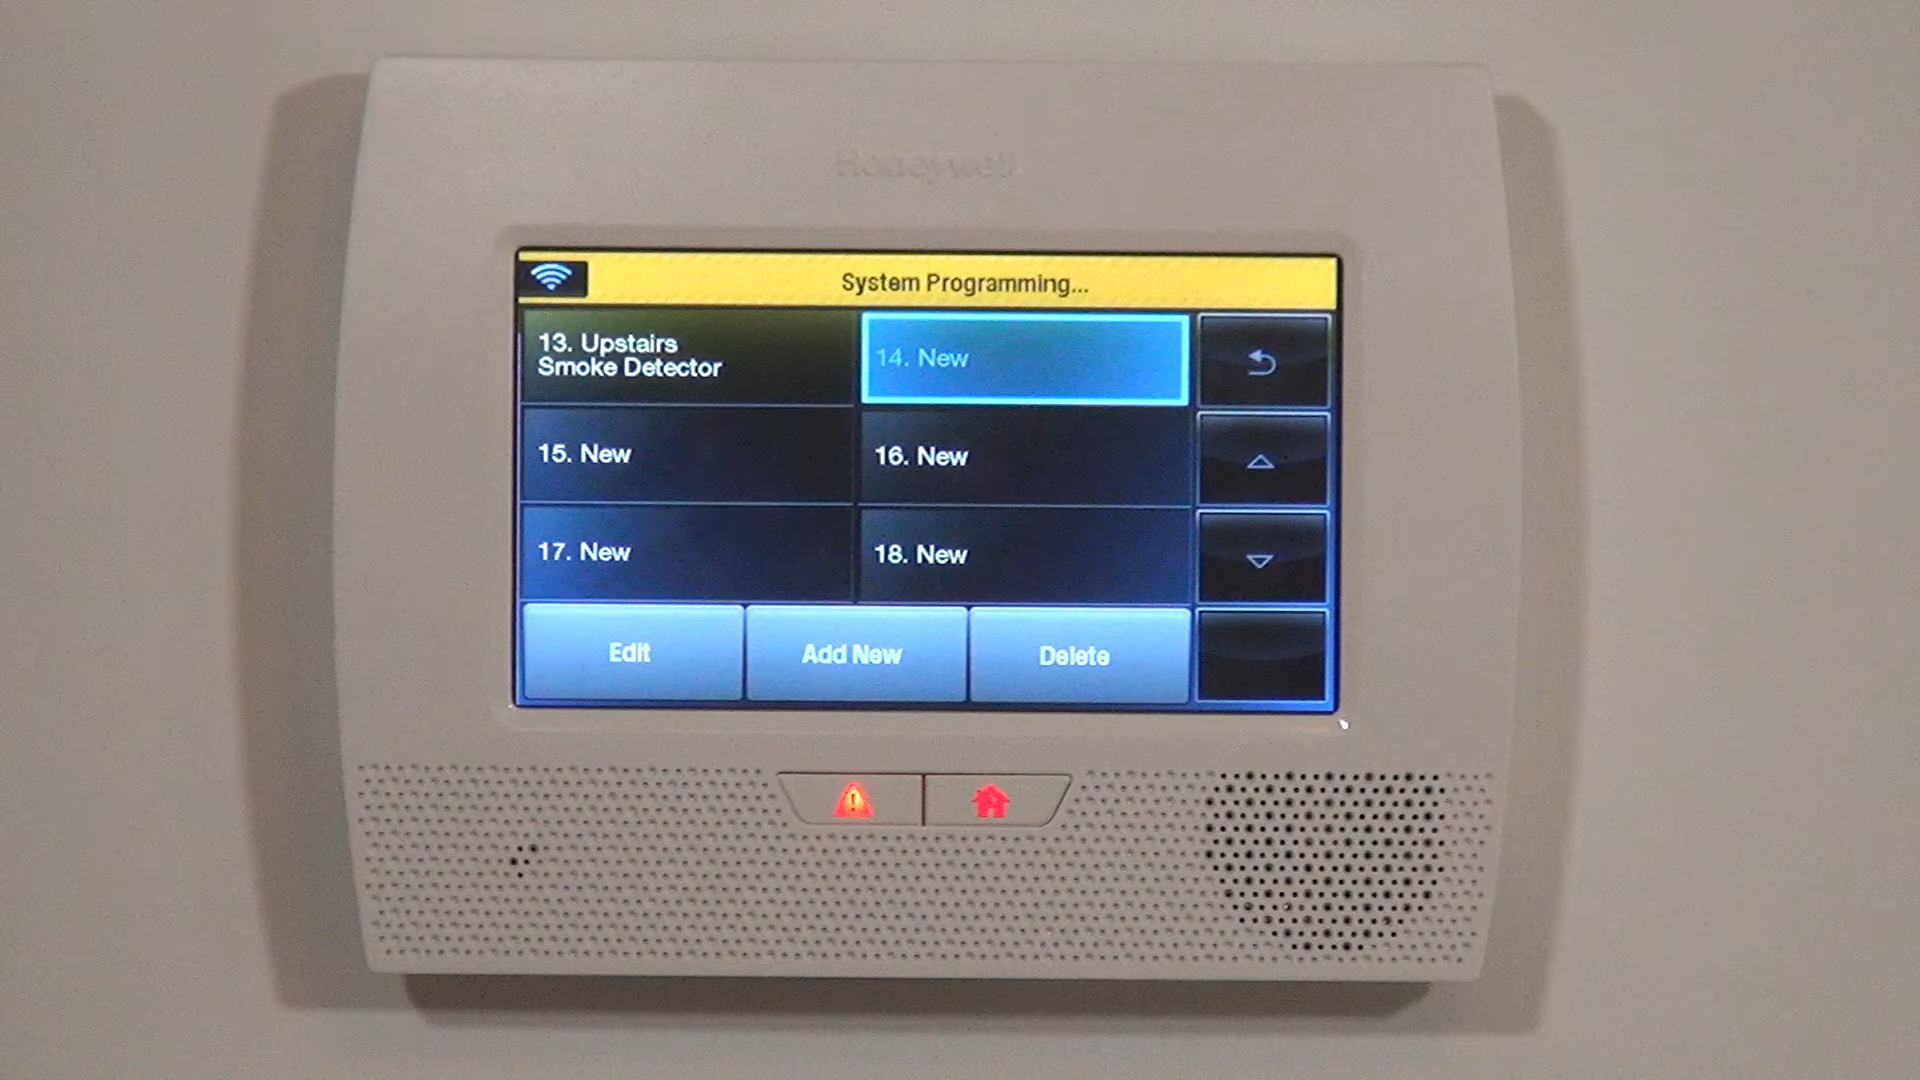 Honeywell
System Programming...
13. Upstairs
Smoke Detector
14. New
15. New
16. New
17. New
18. New
Edit
Add New
Delete